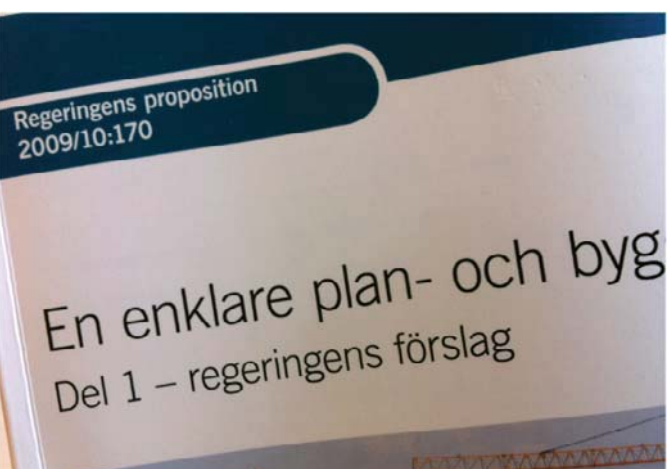 Regeringens proposition
2009/10:170
En enklare plan- och byg
Del 1 – regeringens förslag